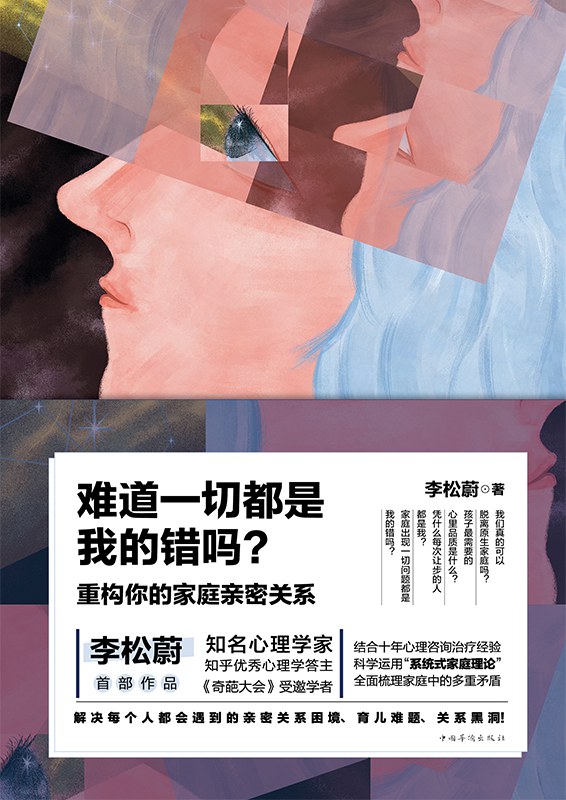 难道一切都是
我的错吗？
重构你的家庭亲密关系
李松蔚⊙著
我们真的可以
脱离原生家庭吗？
孩子最需要的
心里品质是什么？
凭什么每次让步的人
都是我？
家庭出现一切问题都是
我的错吗？
李松蔚
首部作品
知名心理学家
知乎优秀心理学答主
《奇葩大会》受邀学者
结合十年心理咨询治疗经验
科学运用“系统式家庭理论”
全面梳理家庭中的多重矛盾
解决每个人都会遇到的亲密关系困境、育儿难题、关系黑洞！
中国华侨出版社